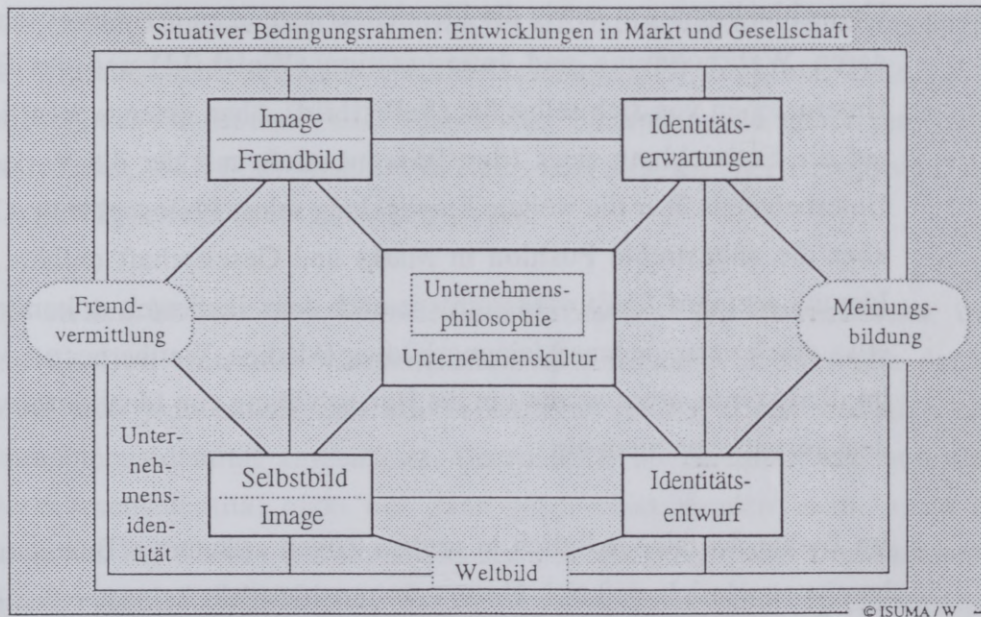 Situativer Bedingungsrahmen: Entwicklungen in Markt und Gesellschaft
Image
Fremdbild
Identitäts-
erwartungen
Fremd-
vermittlung
Unternehmens-
philosophie
Unternehmenskultur
Meinungs-
bildung
Unter-
neh-
mens-
iden-
tität
Selbstbild
Image
Identitäts-
entwurf
Weltbild
© ISUMA / W